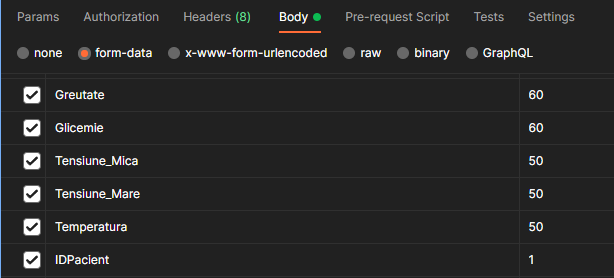 Params Authorization Headers (8) Body Pre-request Script Tests Settings
none form-data x-www-form-urlencoded raw binary GraphQL
Greutate 60
Glicemie 60
Tensiune_Mica 50
Tensiune_Mare 50
Temperatura 50
IDPacient 1